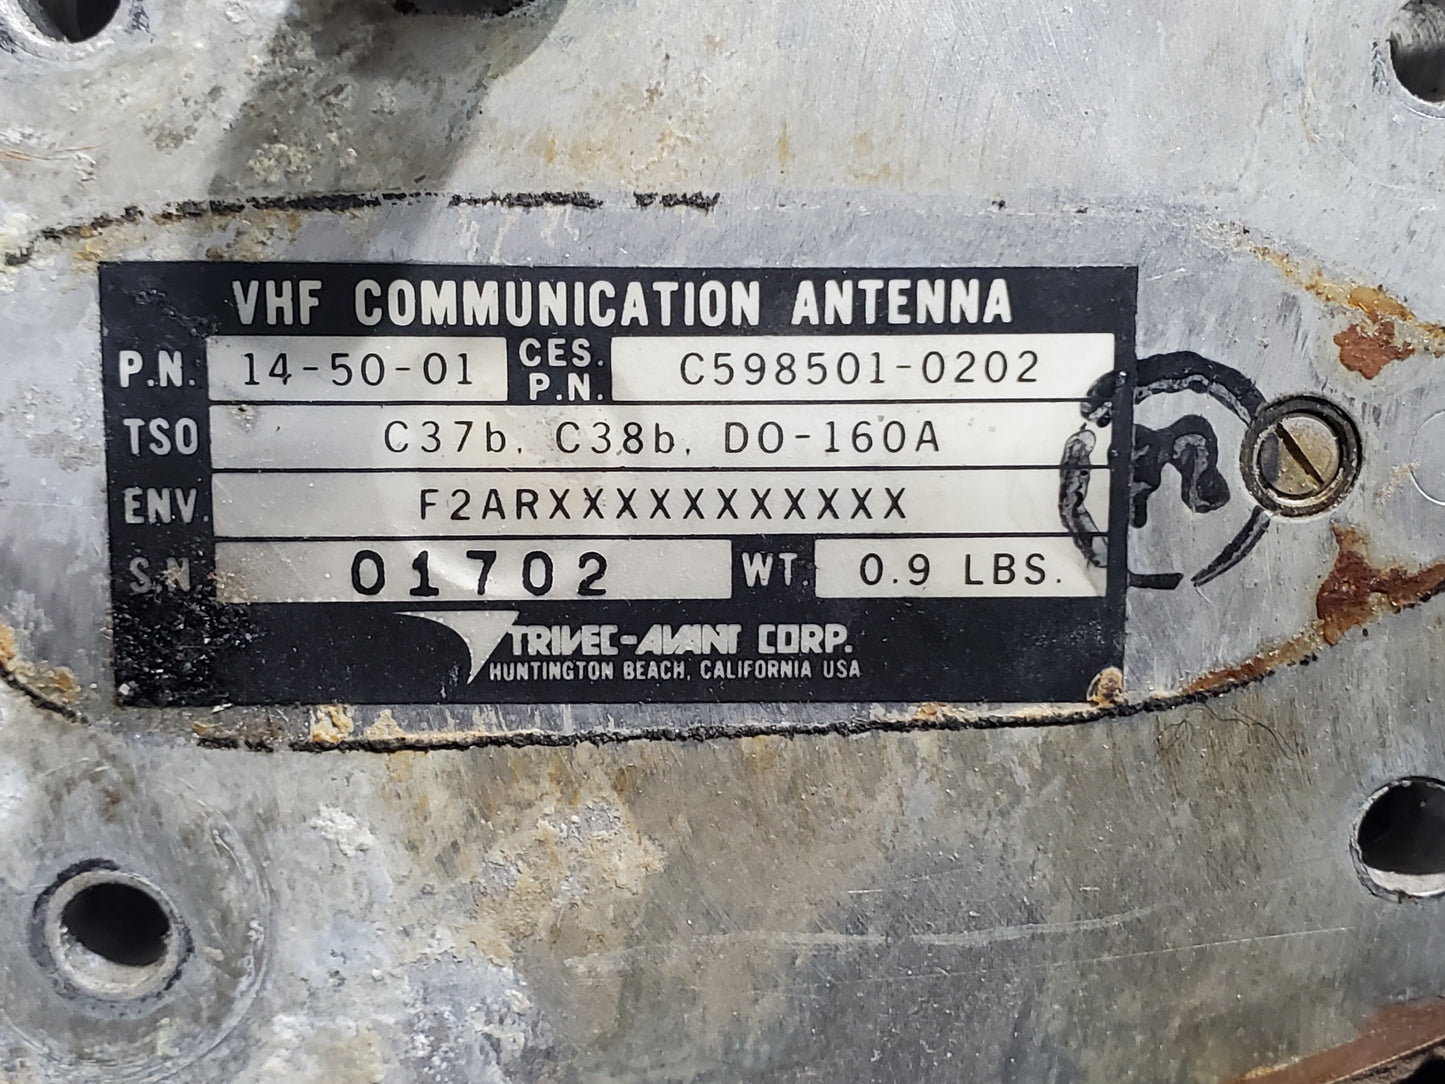 VHF COMMUNICATION ANTENNA
P.N. 14-50-01 CES. P.N. C598501-0202
TSO C37b, C38b, DO-160A
ENV. F2ARXXXXXXXXXXX
S.N. 01702 WT. 0.9 LBS.
TRIVEC-AVANT CORP.
HUNTINGTON BEACH, CALIFORNIA USA